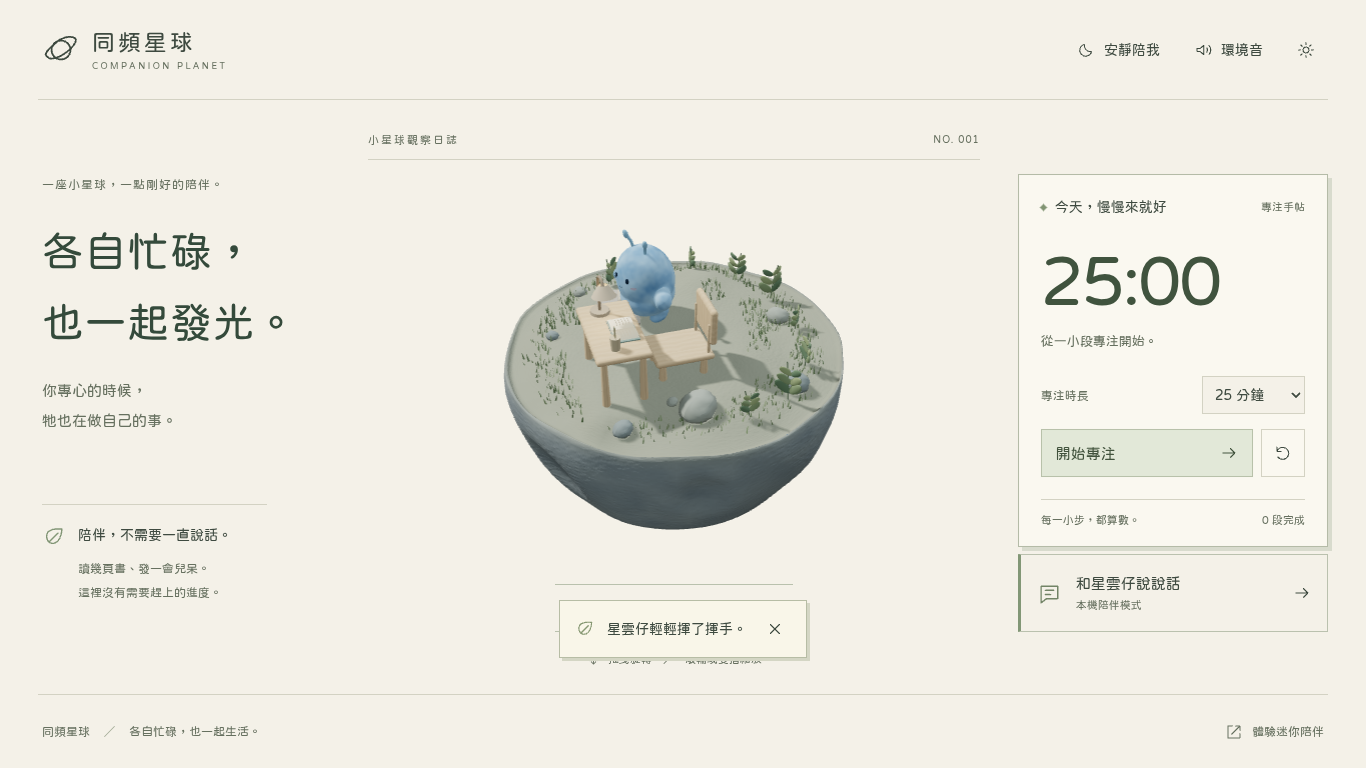 同頻星球
COMPANION PLANET
安靜陪我
環境音
小星球觀察日誌
NO. 001
一座小星球，一點剛好的陪伴。
各自忙碌，
也一起發光。
你專心的時候，
牠也在做自己的事。
陪伴，不需要一直說話。
讀幾頁書、發一會兒呆。
這裡沒有需要趕上的進度。
星雲仔輕輕揮了揮手。
今天，慢慢來就好
專注手帖
25:00
從一小段專注開始。
專注時長
25 分鐘
開始專注
每一小步，都算數。
0 段完成
和星雲仔說說話
本機陪伴模式
同頻星球 ／ 各自忙碌，也一起生活。
體驗迷你陪伴